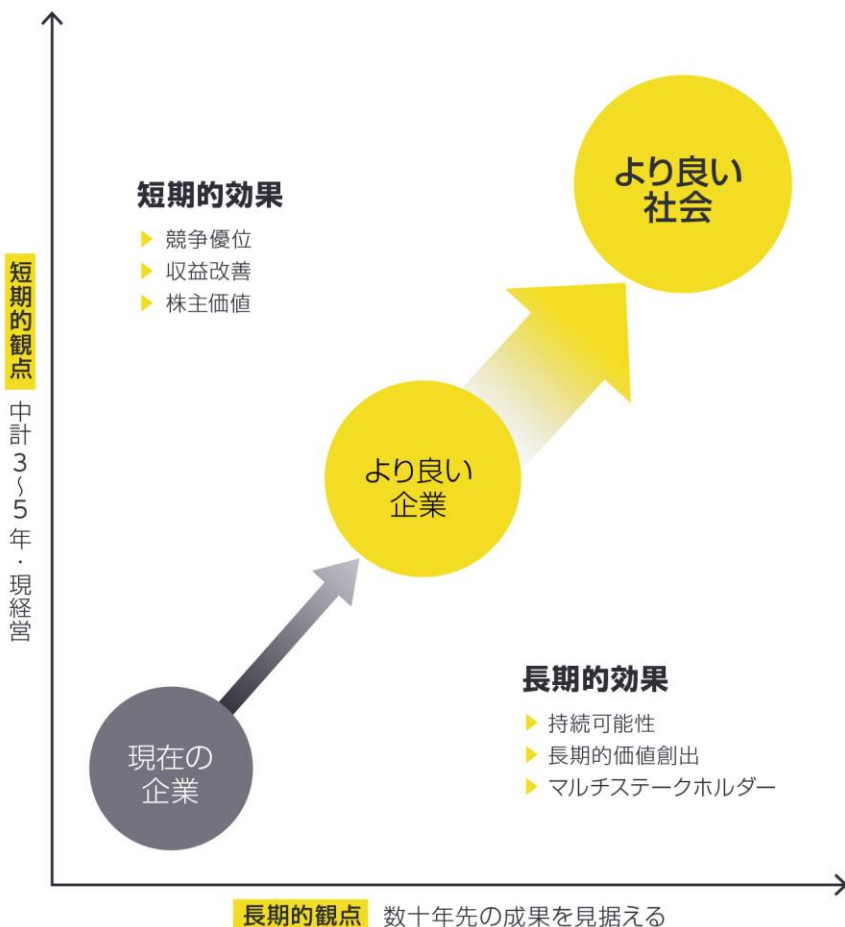 より良い
社会
短期的効果
▶ 競争優位
▶ 収益改善
▶ 株主価値
短期的観点 中計3~5年・現経営
より良い
企業
現在の
企業
長期的効果
▶ 持続可能性
▶ 長期的価値創出
▶ マルチステークホルダー
長期的観点 数十年先の成果を見据える